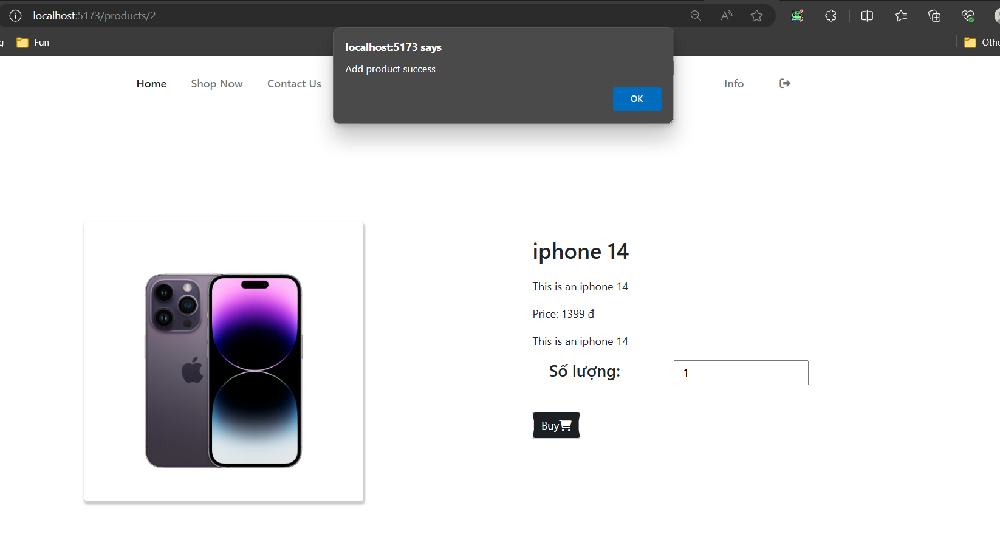 localhost:5173/products/2
g
Fun
Othe
localhost:5173 says
Add product success
OK
Home
Shop Now
Contact Us
Info
iphone 14
This is an iphone 14
Price: 1399 đ
This is an iphone 14
Số lượng:
1
Buy